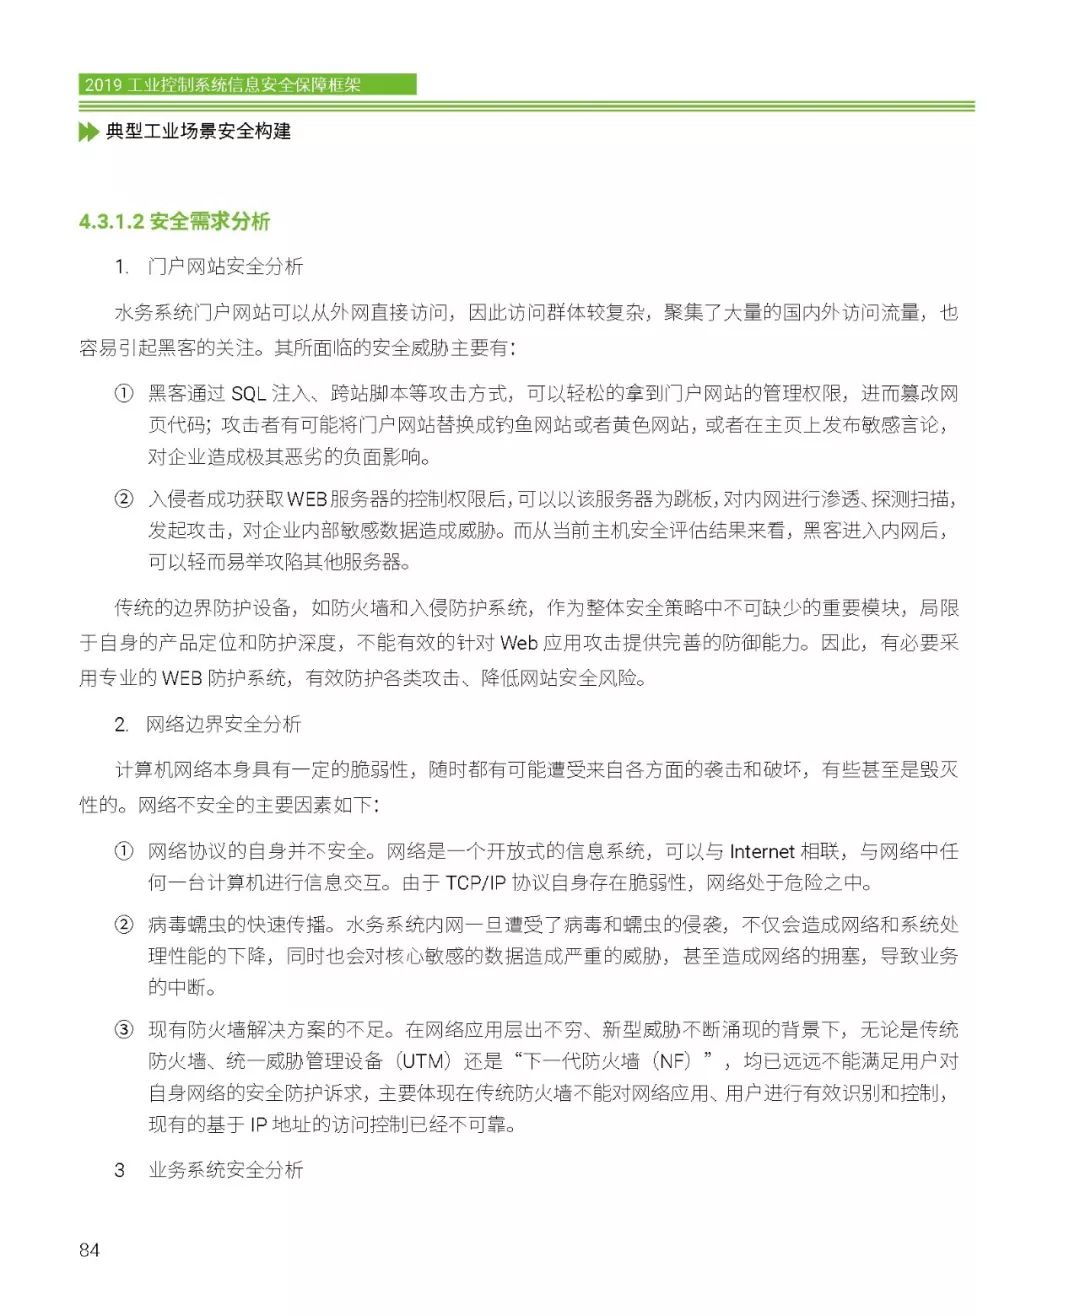 2019 工业控制系统信息安全保障框架
典型工业场景安全构建
4.3.1.2 安全需求分析
1. 门户网站安全分析
水务系统门户网站可以从外网直接访问，因此访问群体较复杂，聚集了大量的国内外访问流量，也
容易引起黑客的关注。其所面临的安全威胁主要有：
① 黑客通过 SQL 注入、跨站脚本等攻击方式，可以轻松的拿到门户网站的管理权限，进而篡改网
页代码；攻击者有可能将门户网站替换成钓鱼网站或者黄色网站，或者在主页上发布敏感言论，
对企业造成极其恶劣的负面影响。
② 入侵者成功获取 WEB 服务器的控制权限后，可以以该服务器为跳板，对内网进行渗透、探测扫描，
发起攻击，对企业内部敏感数据造成威胁。而从当前主机安全评估结果来看，黑客进入内网后，
可以轻而易举攻陷其他服务器。
传统的边界防护设备，如防火墙和入侵防护系统，作为整体安全策略中不可缺少的重要模块，局限
于自身的产品定位和防护深度，不能有效的针对 Web 应用攻击提供完善的防御能力。因此，有必要采
用专业的 WEB 防护系统，有效防护各类攻击、降低网站安全风险。
2. 网络边界安全分析
计算机网络本身具有一定的脆弱性，随时都有可能遭受来自各方面的袭击和破坏，有些甚至是毁灭
性的。网络不安全的主要因素如下：
① 网络协议的自身并不安全。网络是一个开放式的信息系统，可以与 Internet 相联，与网络中任
何一台计算机进行信息交互。由于 TCP/IP 协议自身存在脆弱性，网络处于危险之中。
② 病毒蠕虫的快速传播。水务系统内网一旦遭受了病毒和蠕虫的侵袭，不仅会造成网络和系统处
理性能的下降，同时也会对核心敏感的数据造成严重的威胁，甚至造成网络的拥塞，导致业务
的中断。
③ 现有防火墙解决方案的不足。在网络应用层出不穷、新型威胁不断涌现的背景下，无论是传统
防火墙、统一威胁管理设备（UTM）还是“下一代防火墙（NF）”，均已远远不能满足用户对
自身网络的安全防护诉求，主要体现在传统防火墙不能对网络应用、用户进行有效识别和控制，
现有的基于 IP 地址的访问控制已经不可靠。
3 业务系统安全分析
84